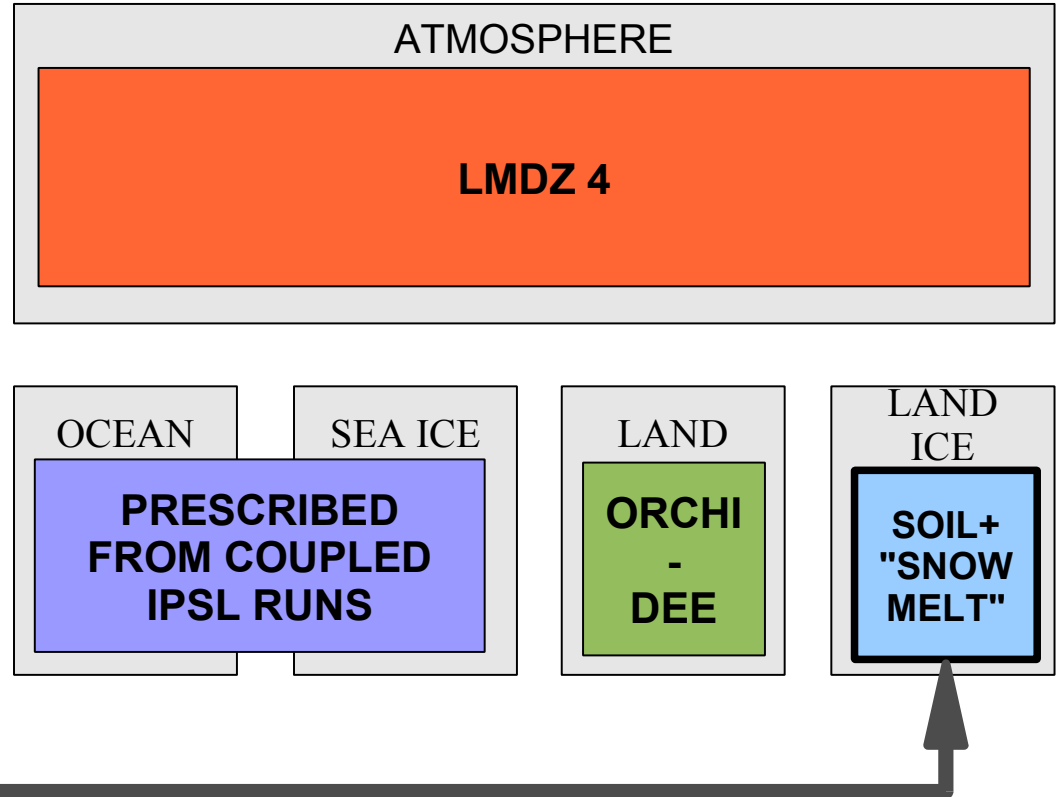 ATMOSPHERE
LMDZ 4
OCEAN
SEA ICE
LAND
LAND
ICE
PRESCRIBED
FROM COUPLED
IPSL RUNS
ORCHI
-
DEE
SOIL+
"SNOW
MELT"